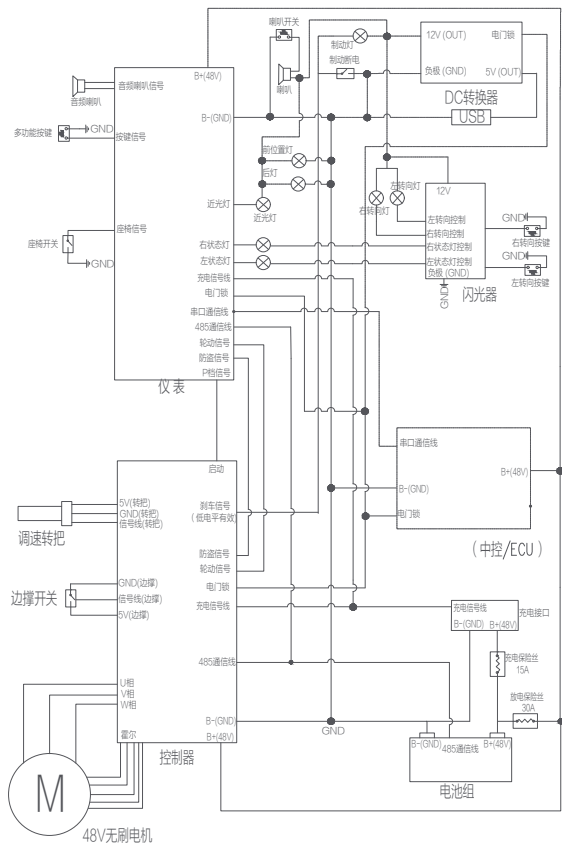 喇叭开关
B+(48V)
制动灯
12V (OUT)
电门锁
制动断电
负极 (GND)
5V (OUT)
DC转换器
喇叭
音频喇叭信号
音频喇叭
B-(GND)
USB
多功能按键
GND
按键信号
前位置灯
后灯
12V
左转向灯
右转向灯
近光灯
近光灯
左转向控制
GND
右转向按键
座椅信号
座椅开关
右转向控制
右状态灯
右状态灯控制
GND
左状态灯
左状态灯控制
GND
左转向按键
充电信号线
负极 (GND)
闪光器
GND
电门锁
串口通信线
485通信线
轮动信号
防盗信号
P档信号
仪表
启动
串口通信线
B+(48V)
B-(GND)
电门锁
(中控/ECU)
5V(转把)
GND(转把)
信号线(转把)
调速转把
刹车信号
(低电平有效)
防盗信号
轮动信号
电门锁
充电信号线
GND(边撑)
信号线(边撑)
5V(边撑)
边撑开关
充电信号线
B-(GND)
B+(48V)
充电接口
485通信线
充电保险丝
15A
U相
V相
W相
放电保险丝
30A
霍尔
B-(GND)
B+(48V)
控制器
GND
B-(GND)
485通信线
B+(48V)
电池组
M
48V无刷电机